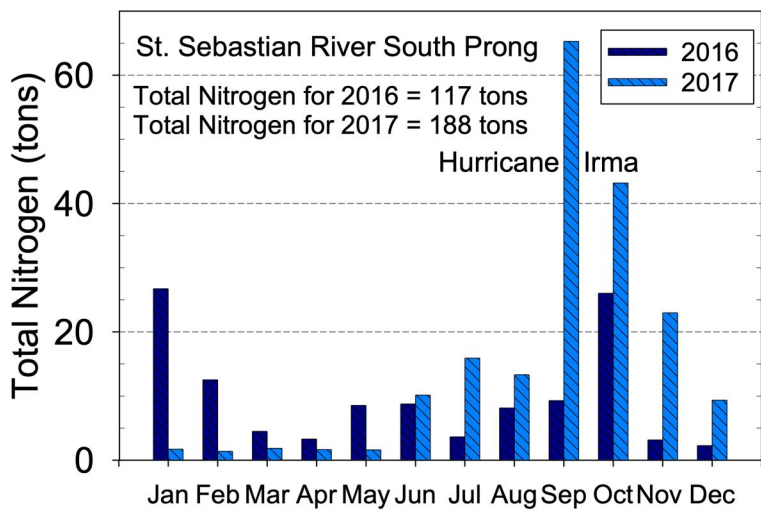 St. Sebastian River South Prong
2016
2017
Total Nitrogen for 2016 = 117 tons
Total Nitrogen for 2017 = 188 tons
Hurricane Irma
Total Nitrogen (tons)
60
40
20
0
Jan Feb Mar Apr May Jun Jul Aug Sep Oct Nov Dec